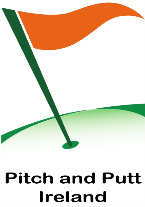 Pitch and Putt
Ireland